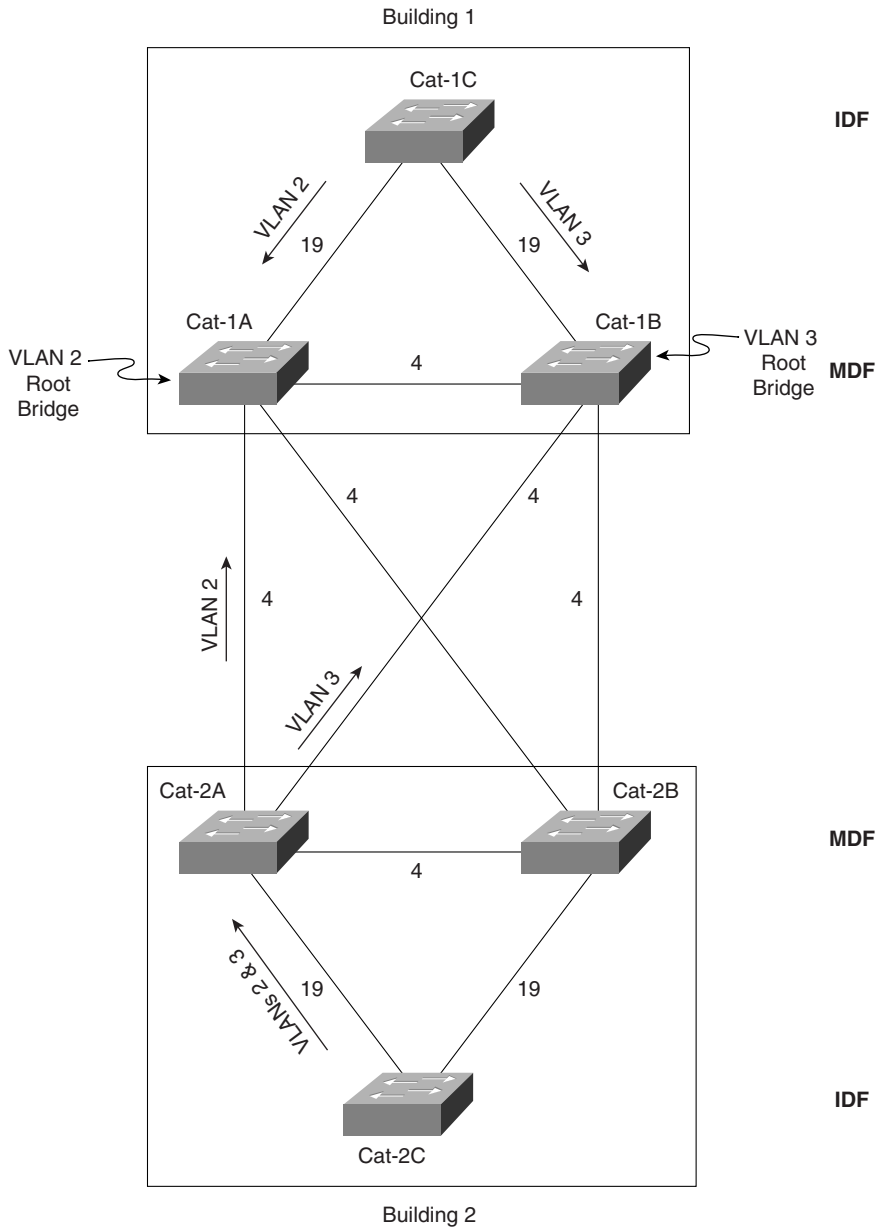 Building 1
Cat-1C
IDF
VLAN 2
VLAN 3
19
19
Cat-1A
Cat-1B
VLAN 2
Root
Bridge
4
VLAN 3
Root
Bridge
MDF
4
4
VLAN 2
4
4
VLAN 3
Cat-2A
Cat-2B
MDF
4
VLANs 2 & 3
19
19
IDF
Cat-2C
Building 2